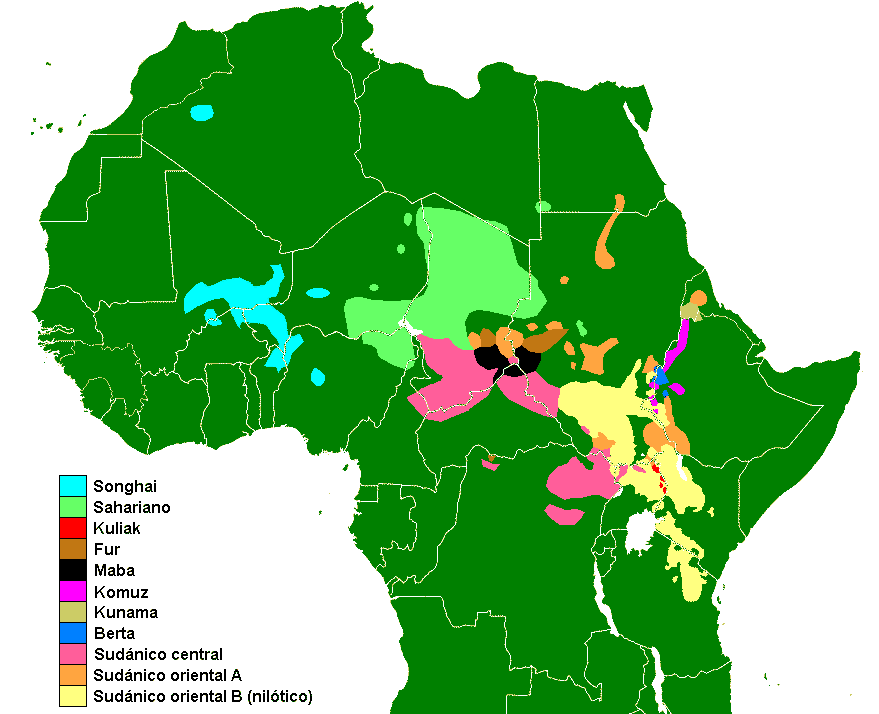 Songhai
Sahariano
Kuliak
Fur
Maba
Komuz
Kunama
Berta
Sudánico central
Sudánico oriental A
Sudánico oriental B (nilótico)